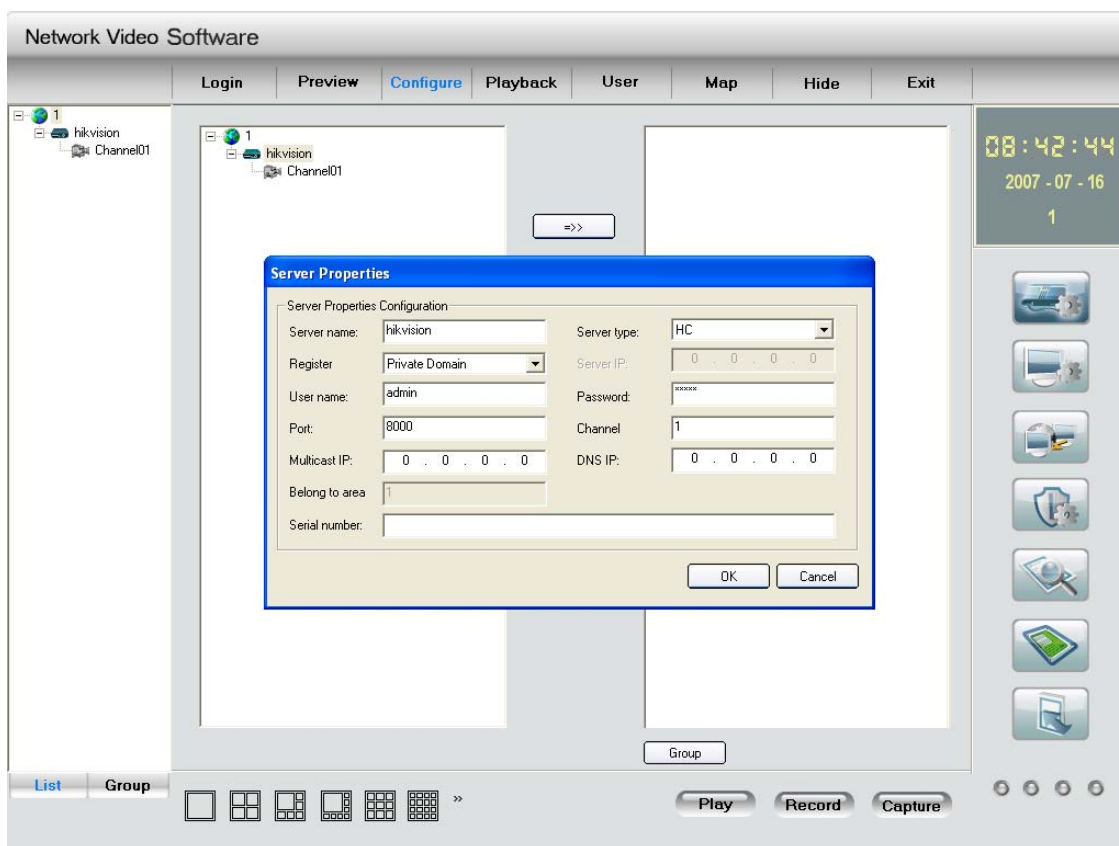 Network Video Software
Login Preview Configure Playback User Map Hide Exit
1
hikvision
Channel01
1
hikvision
Channel01
=>>
08:42:44
2007 - 07 - 16
1
Server Properties
Server Properties Configuration
Server name: hikvision Server type: HC
Register Private Domain Server IP: 0 . 0 . 0 . 0
User name: admin Password: xxxxx
Port: 8000 Channel 1
Multicast IP: 0 . 0 . 0 . 0 DNS IP: 0 . 0 . 0 . 0
Belong to area 1
Serial number:
OK Cancel
Group
List Group
» Play Record Capture